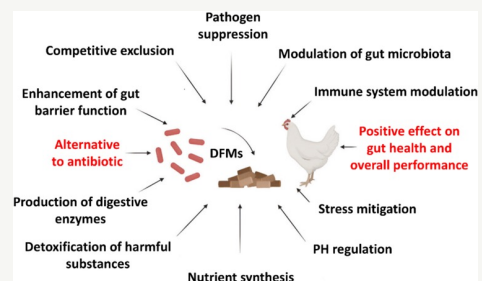 Pathogen
suppression
Competitive exclusion
Modulation of gut microbiota
Enhancement of gut
barrier function
Immune system modulation
Alternative
to antibiotic
DFMs
Positive effect on
gut health and
overall performance
Production of digestive
enzymes
Stress mitigation
Detoxification of harmful
substances
PH regulation
Nutrient synthesis